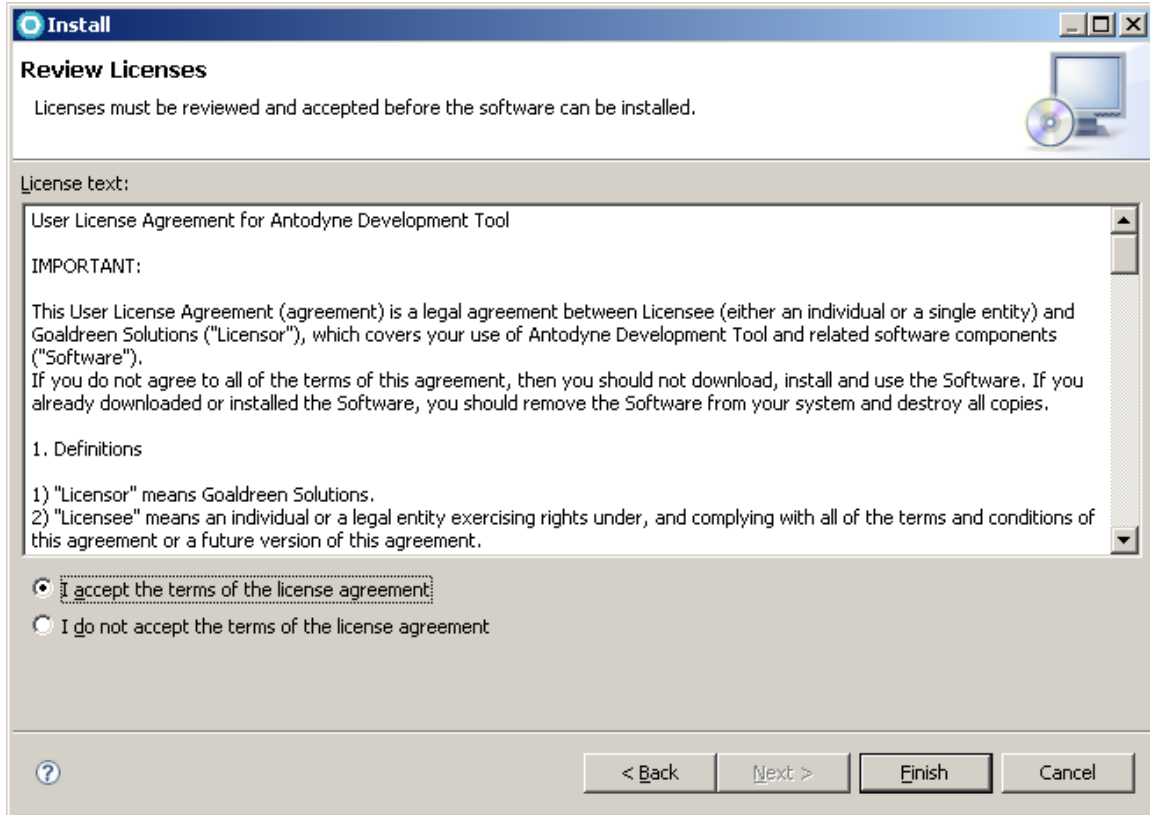 Install
Review Licenses
Licenses must be reviewed and accepted before the software can be installed.
License text:
User License Agreement for Antodyne Development Tool
IMPORTANT:
This User License Agreement (agreement) is a legal agreement between Licensee (either an individual or a single entity) and
Goaldreen Solutions ("Licensor"), which covers your use of Antodyne Development Tool and related software components
("Software").
If you do not agree to all of the terms of this agreement, then you should not download, install and use the Software. If you
already downloaded or installed the Software, you should remove the Software from your system and destroy all copies.
1. Definitions
1) "Licensor" means Goaldreen Solutions.
2) "Licensee" means an individual or a legal entity exercising rights under, and complying with all of the terms and conditions of
this agreement or a future version of this agreement.
I accept the terms of the license agreement
I do not accept the terms of the license agreement
? < Back Next > Finish Cancel